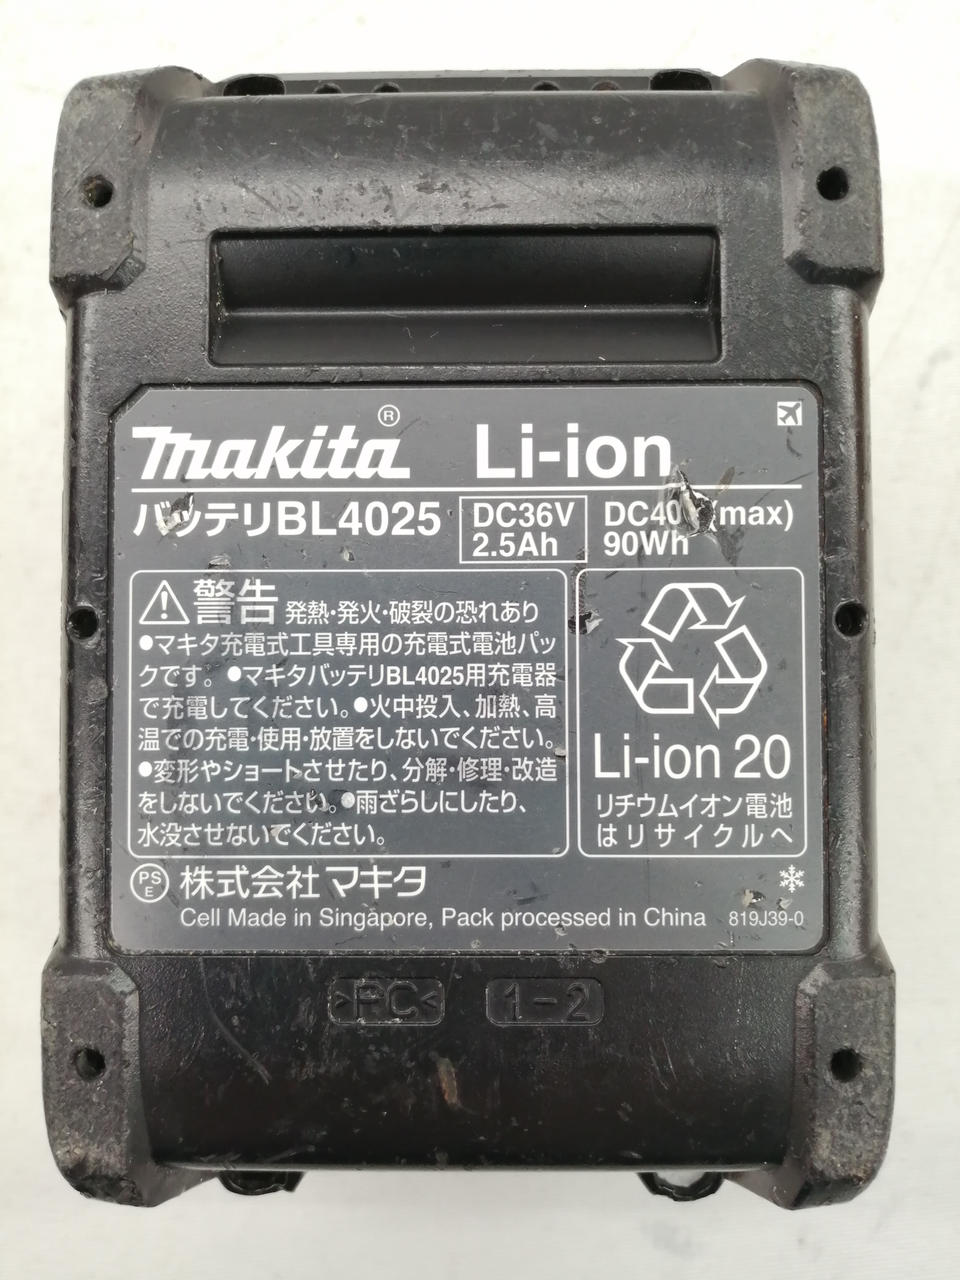 makita® Li-ion
バッテリBL4025
DC36V
2.5Ah
DC40V(max)
90Wh
警告 発熱・発火・破裂の恐れあり
●マキタ充電式工具専用の充電式電池パッ
クです。●マキタバッテリBL4025用充電器
で充電してください。●火中投入、加熱、高
温での充電・使用・放置をしないでください。
●変形やショートさせたり、分解・修理・改造
をしないでください。●雨ざらしにしたり、
水没させないでください。
Li-ion 20
リチウムイオン電池
はリサイクルへ
PS
E
株式会社マキタ
Cell Made in Singapore, Pack processed in China 819J39-0
>PC< 1-2